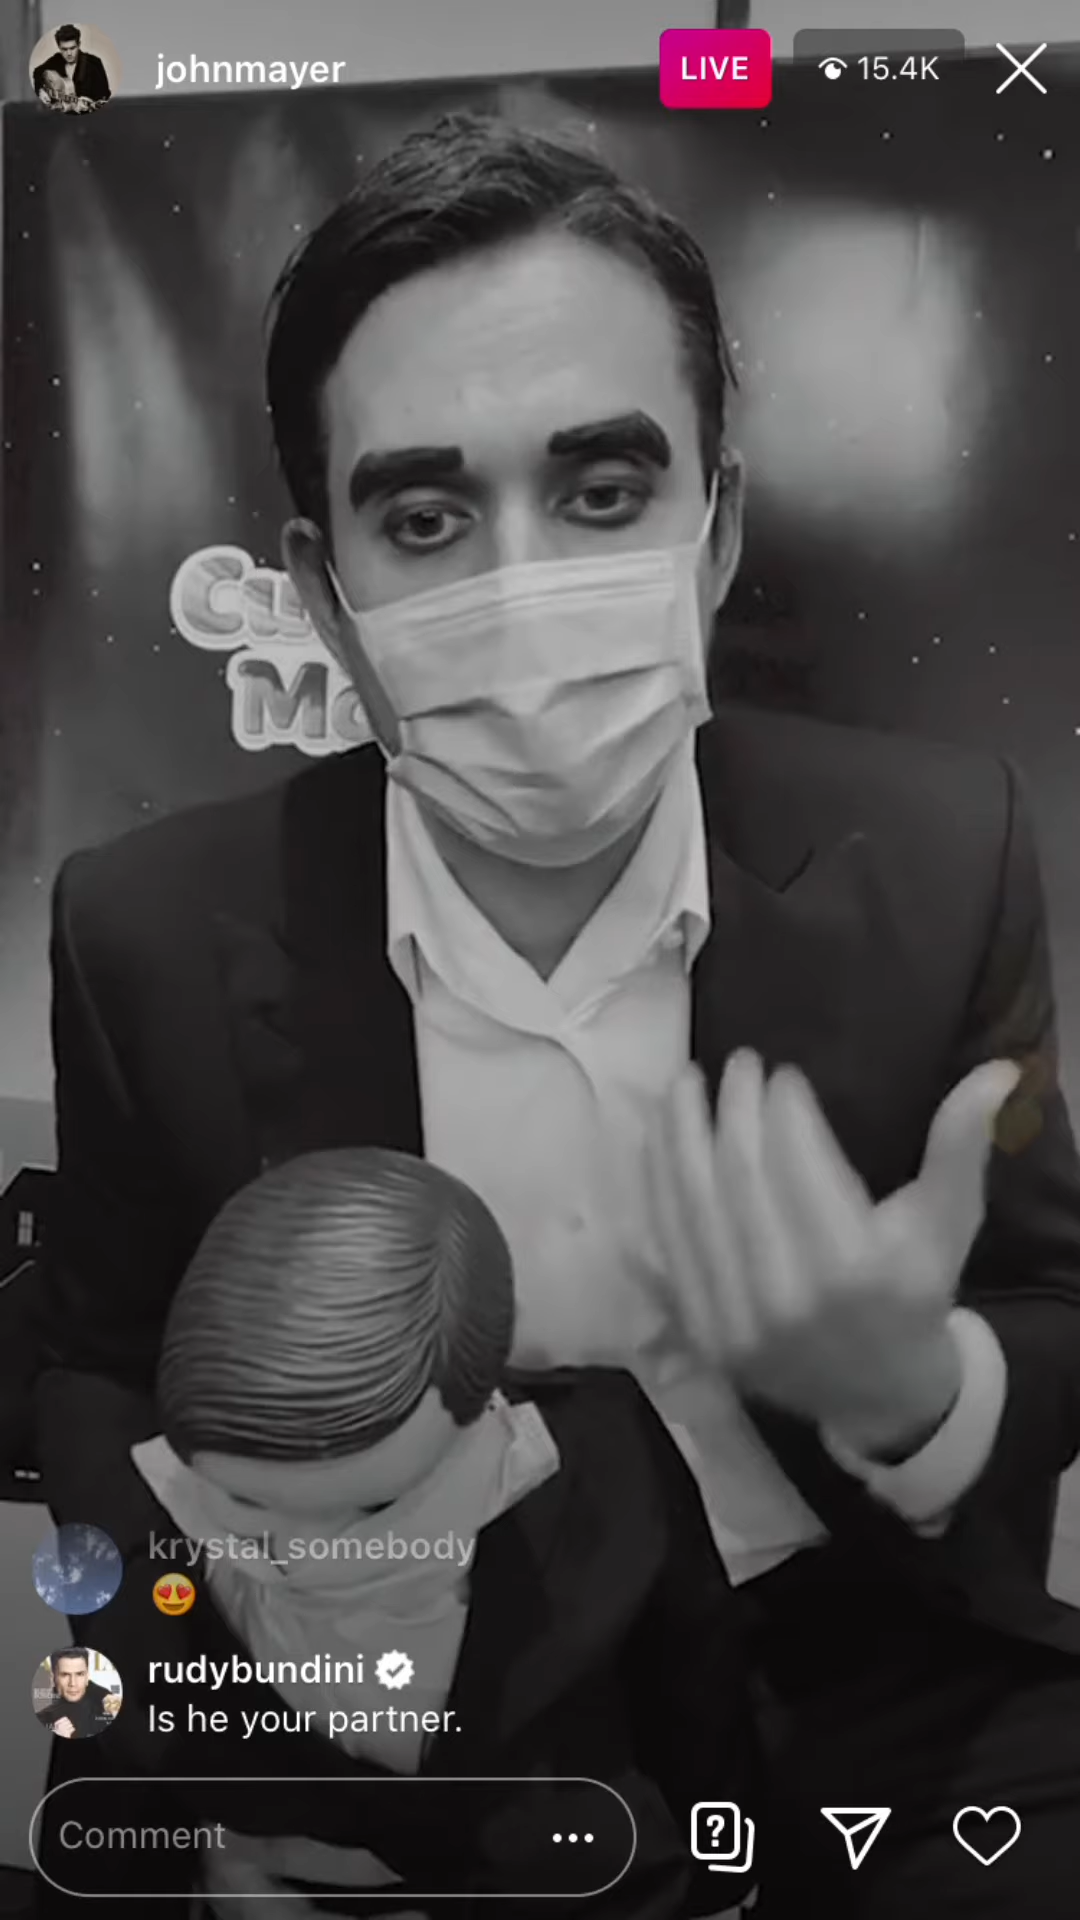 johnmayer
LIVE
15.4K
krystal_somebody
😍
rudybundini
Is he your partner.
Comment